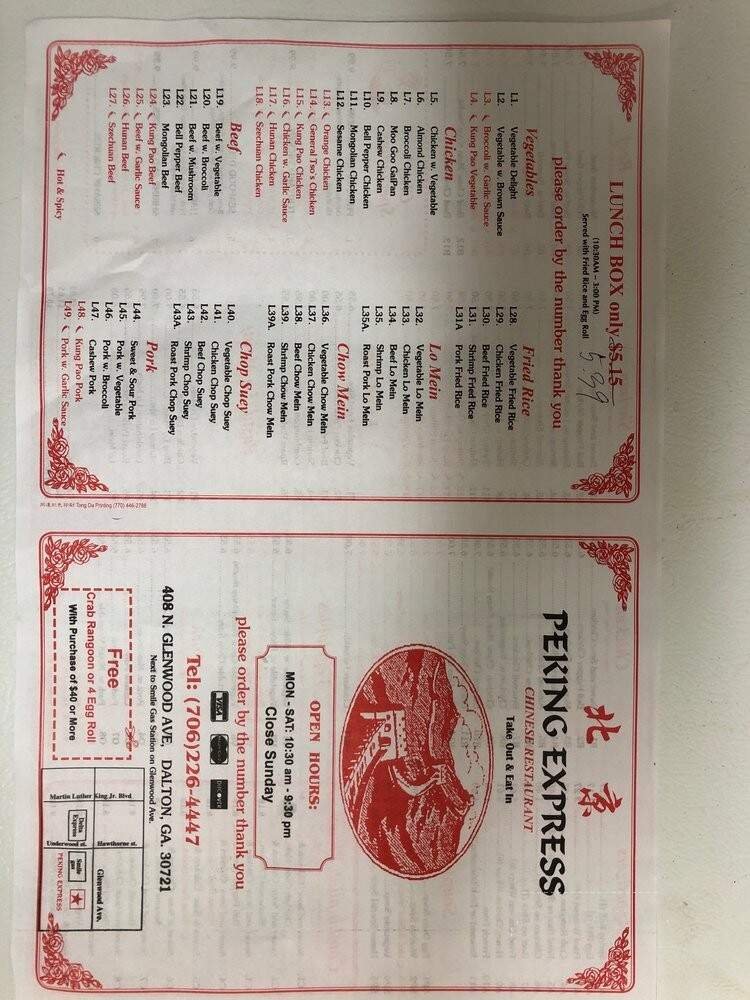 LUNCH BOX only $5.15
5.39
(10:30AM - 3:00 PM)
Served with Fried Rice and Egg Roll
please order by the number thank you
Vegetables
L1. Vegetable Delight
L2. Vegetable w. Brown Sauce
L3. Broccoli w. Garlic Sauce
L4. Kung Pao Vegetable
Chicken
L5. Chicken w. Vegetable
L6. Almond Chicken
L7. Broccoli Chicken
L8. Moo Goo GaiPan
L9. Cashew Chicken
L10. Bell Pepper Chicken
L11. Mongolian Chicken
L12. Sesame Chicken
L13. Orange Chicken
L14. General Tso's Chicken
L15. Kung Pao Chicken
L16. Chicken w. Garlic Sauce
L17. Hunan Chicken
L18. Szechuan Chicken
Beef
L19. Beef w. Vegetable
L20. Beef w. Broccoli
L21. Beef w. Mushroom
L22. Bell Pepper Beef
L23. Mongolian Beef
L24. Kung Pao Beef
L25. Beef w. Garlic Sauce
L26. Hunan Beef
L27. Szechuan Beef
Hot & Spicy
Fried Rice
L28 Vegetable Fried Rice
L29 Chicken Fried Rice
L30. Beef Fried Rice
L31. Shrimp Fried Rice
L31A Pork Fried Rice
Lo Mein
L32. Vegetable Lo Mein
L33. Chicken Lo Mein
L34. Beef Lo Mein
L35. Shrimp Lo Mein
L35A. Roast Pork Lo Mein
Chow Mein
L36. Vegetable Chow Mein
L37. Chicken Chow Mein
L38. Beef Chow Mein
L39. Shrimp Chow Mein
L39A. Roast Pork Chow Mein
Chop Suey
L40. Vegetable Chop Suey
L41. Chicken Chop Suey
L42. Beef Chop Suey
L43. Shrimp Chop Suey
L43A. Roast Pork Chop Suey
Pork
L44. Sweet & Sour Pork
L45. Pork w. Vegetable
L46. Pork w. Broccoli
L47. Cashew Pork
L48. Kung Pao Pork
L49. Pork w. Garlic Sauce
Tang Da Printing (770) 446-2788
北京
PEKING EXPRESS
CHINESE RESTAURANT
Take Out & Eat In
OPEN HOURS:
MON - SAT: 10:30 am - 9:30 pm
Close Sunday
please order by the number thank you
VISA
DISCOVER
Tel: (706)226-4447
408 N. GLENWOOD AVE, DALTON, GA. 30721
Next to Smile Gas Station on Glenwood Ave.
Free
Crab Rangoon or 4 Egg Roll
With Purchase of $40 or More
Martin Luther King Jr. Blvd
Delta Express
Underwood st.
Hawthorne st.
Smile gas
PEKING EXPRESS
Glenwood Ave.